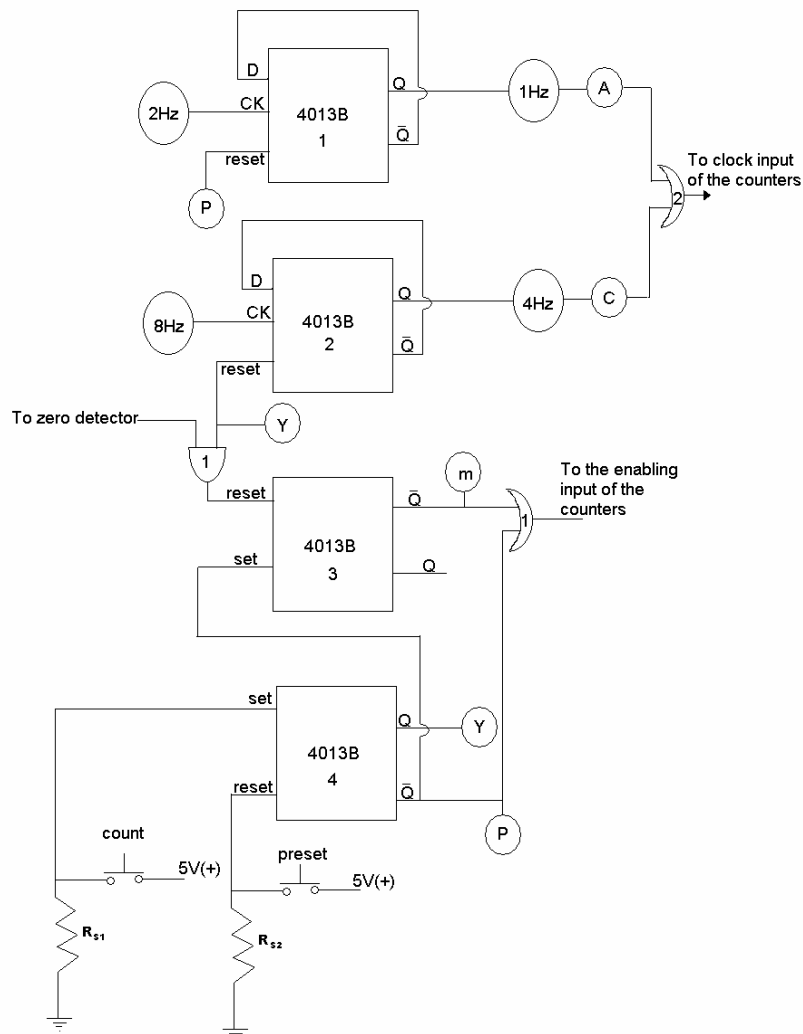 D
Q
2Hz
CK
4013B
1
1Hz
A
Q̅
reset
P
To clock input
of the counters
2
D
Q
8Hz
CK
4013B
2
4Hz
C
Q̅
reset
To zero detector
Y
1
reset
Q̅
m
To the enabling
input of the
counters
1
4013B
3
set
Q
set
Q
Y
4013B
4
reset
Q̅
P
count
5V(+)
preset
5V(+)
RS1
RS2